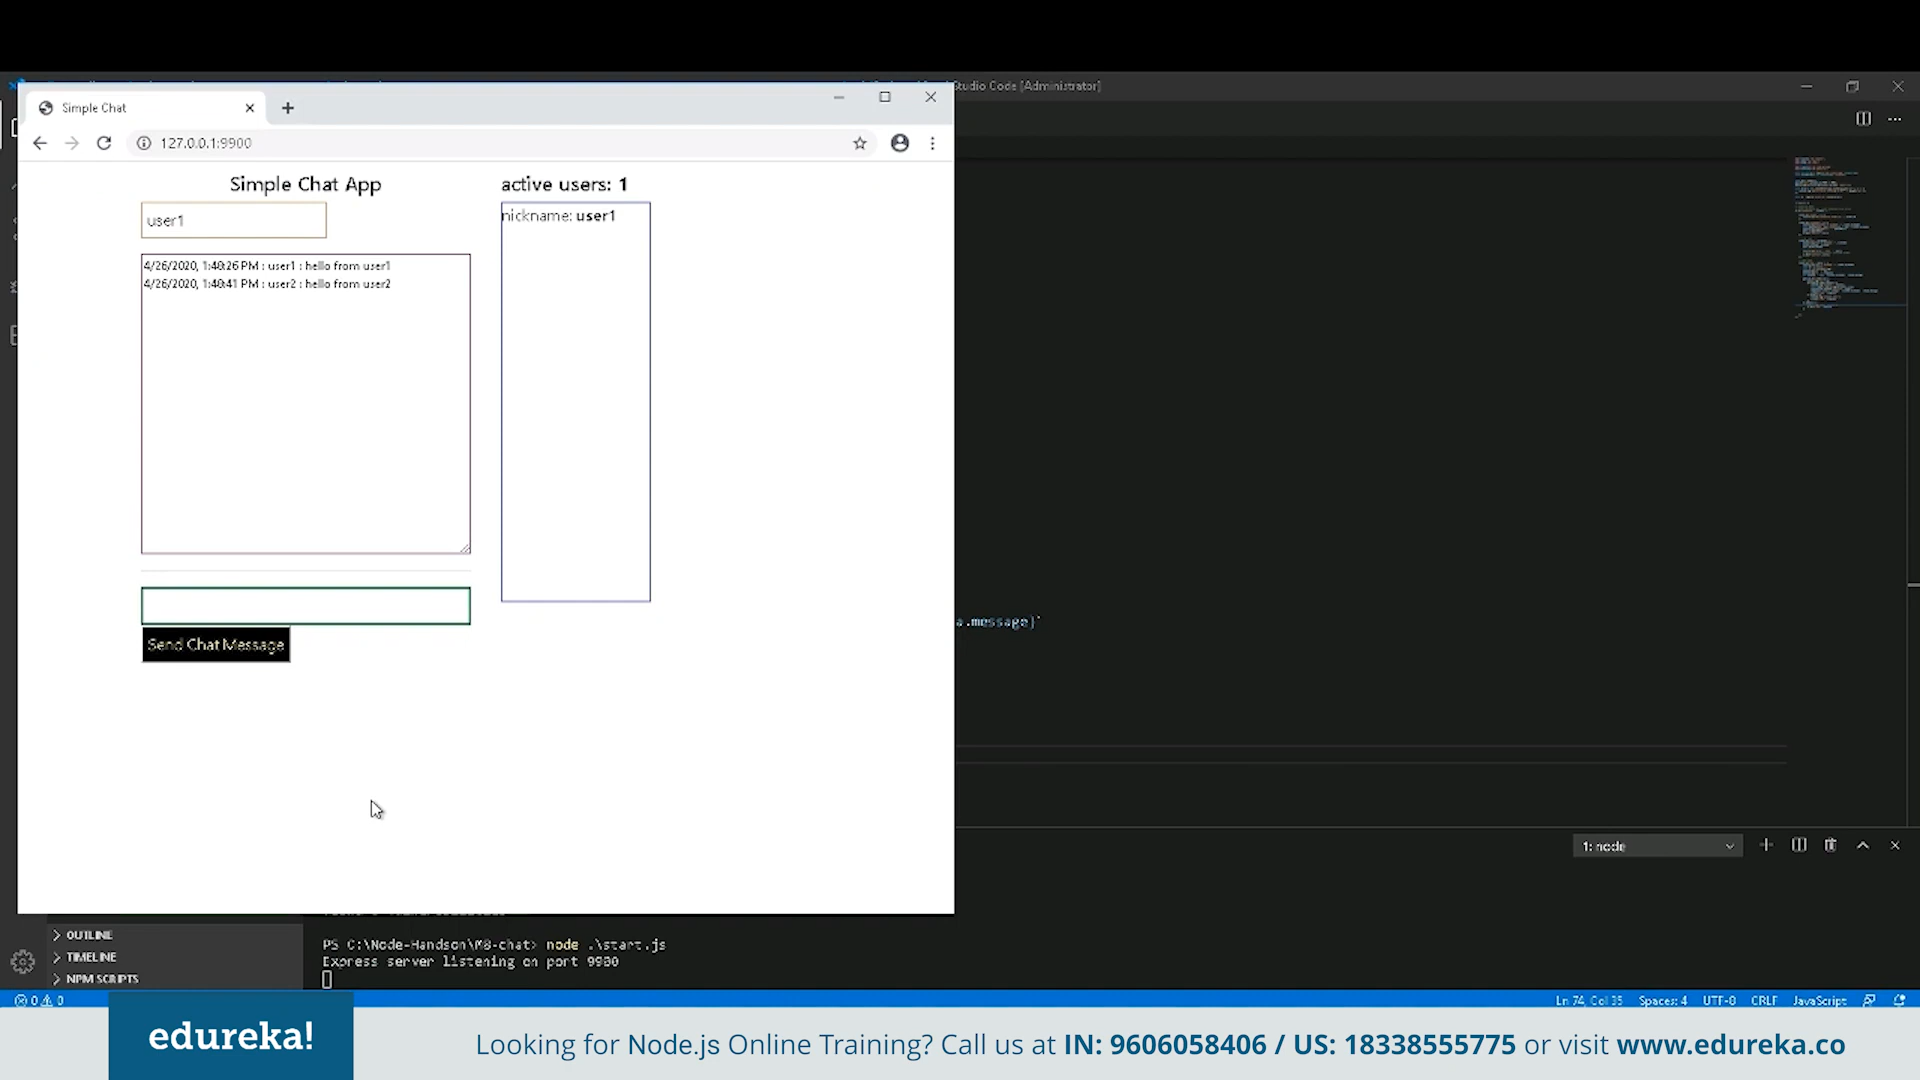 Studio Code [Administrator]
Simple Chat
127.0.0.1:9900
Simple Chat App
active users: 1
user1
nickname: user1
4/26/2020, 1:40:26 PM : user1 : hello from user1
4/26/2020, 1:40:41 PM : user2 : hello from user2
a.message}`
Send Chat Message
1: node
OUTLINE
PS C:\Node-Handson\M8-chat> node .\start.js
TIMELINE
Express server listening on port 9900
NPM SCRIPTS
0 0
Ln 74, Col 35 Spaces: 4 UTF-8 CRLF JavaScript
edureka!
Looking for Node.js Online Training? Call us at IN: 9606058406 / US: 18338555775 or visit www.edureka.co